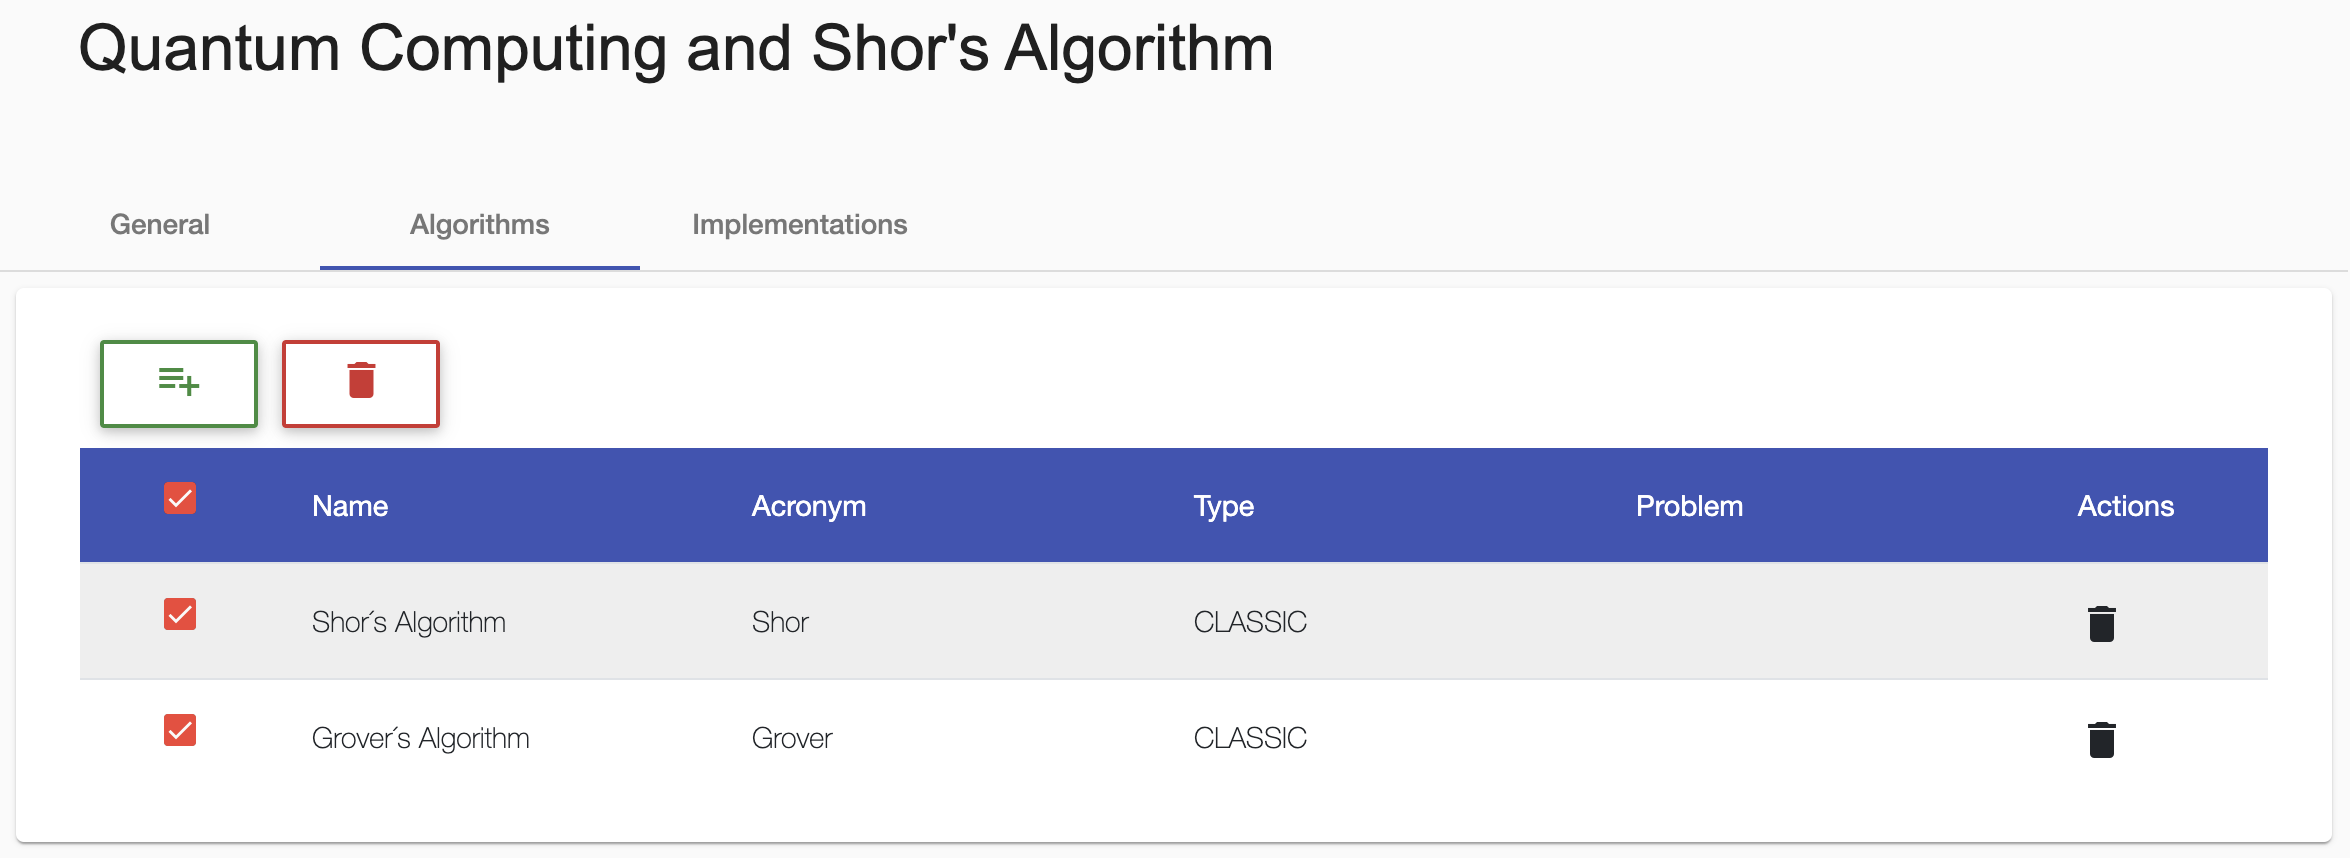 Quantum Computing and Shor's Algorithm
General Algorithms Implementations
Name Acronym Type Problem Actions
Shor´s Algorithm Shor CLASSIC
Grover´s Algorithm Grover CLASSIC